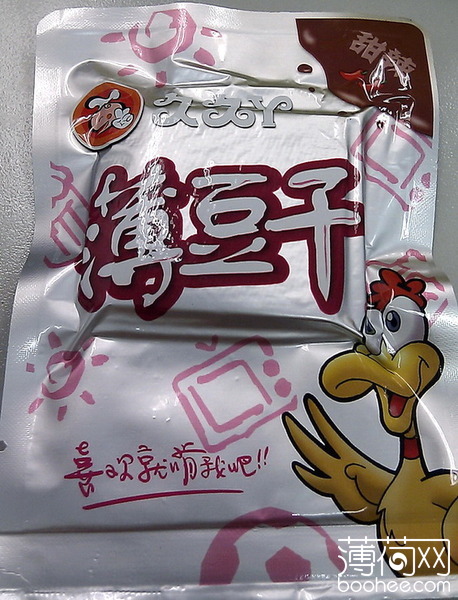 甜辣
久久丫
薄豆干
喜欢就啃我吧!!
薄荷网
boohee.com